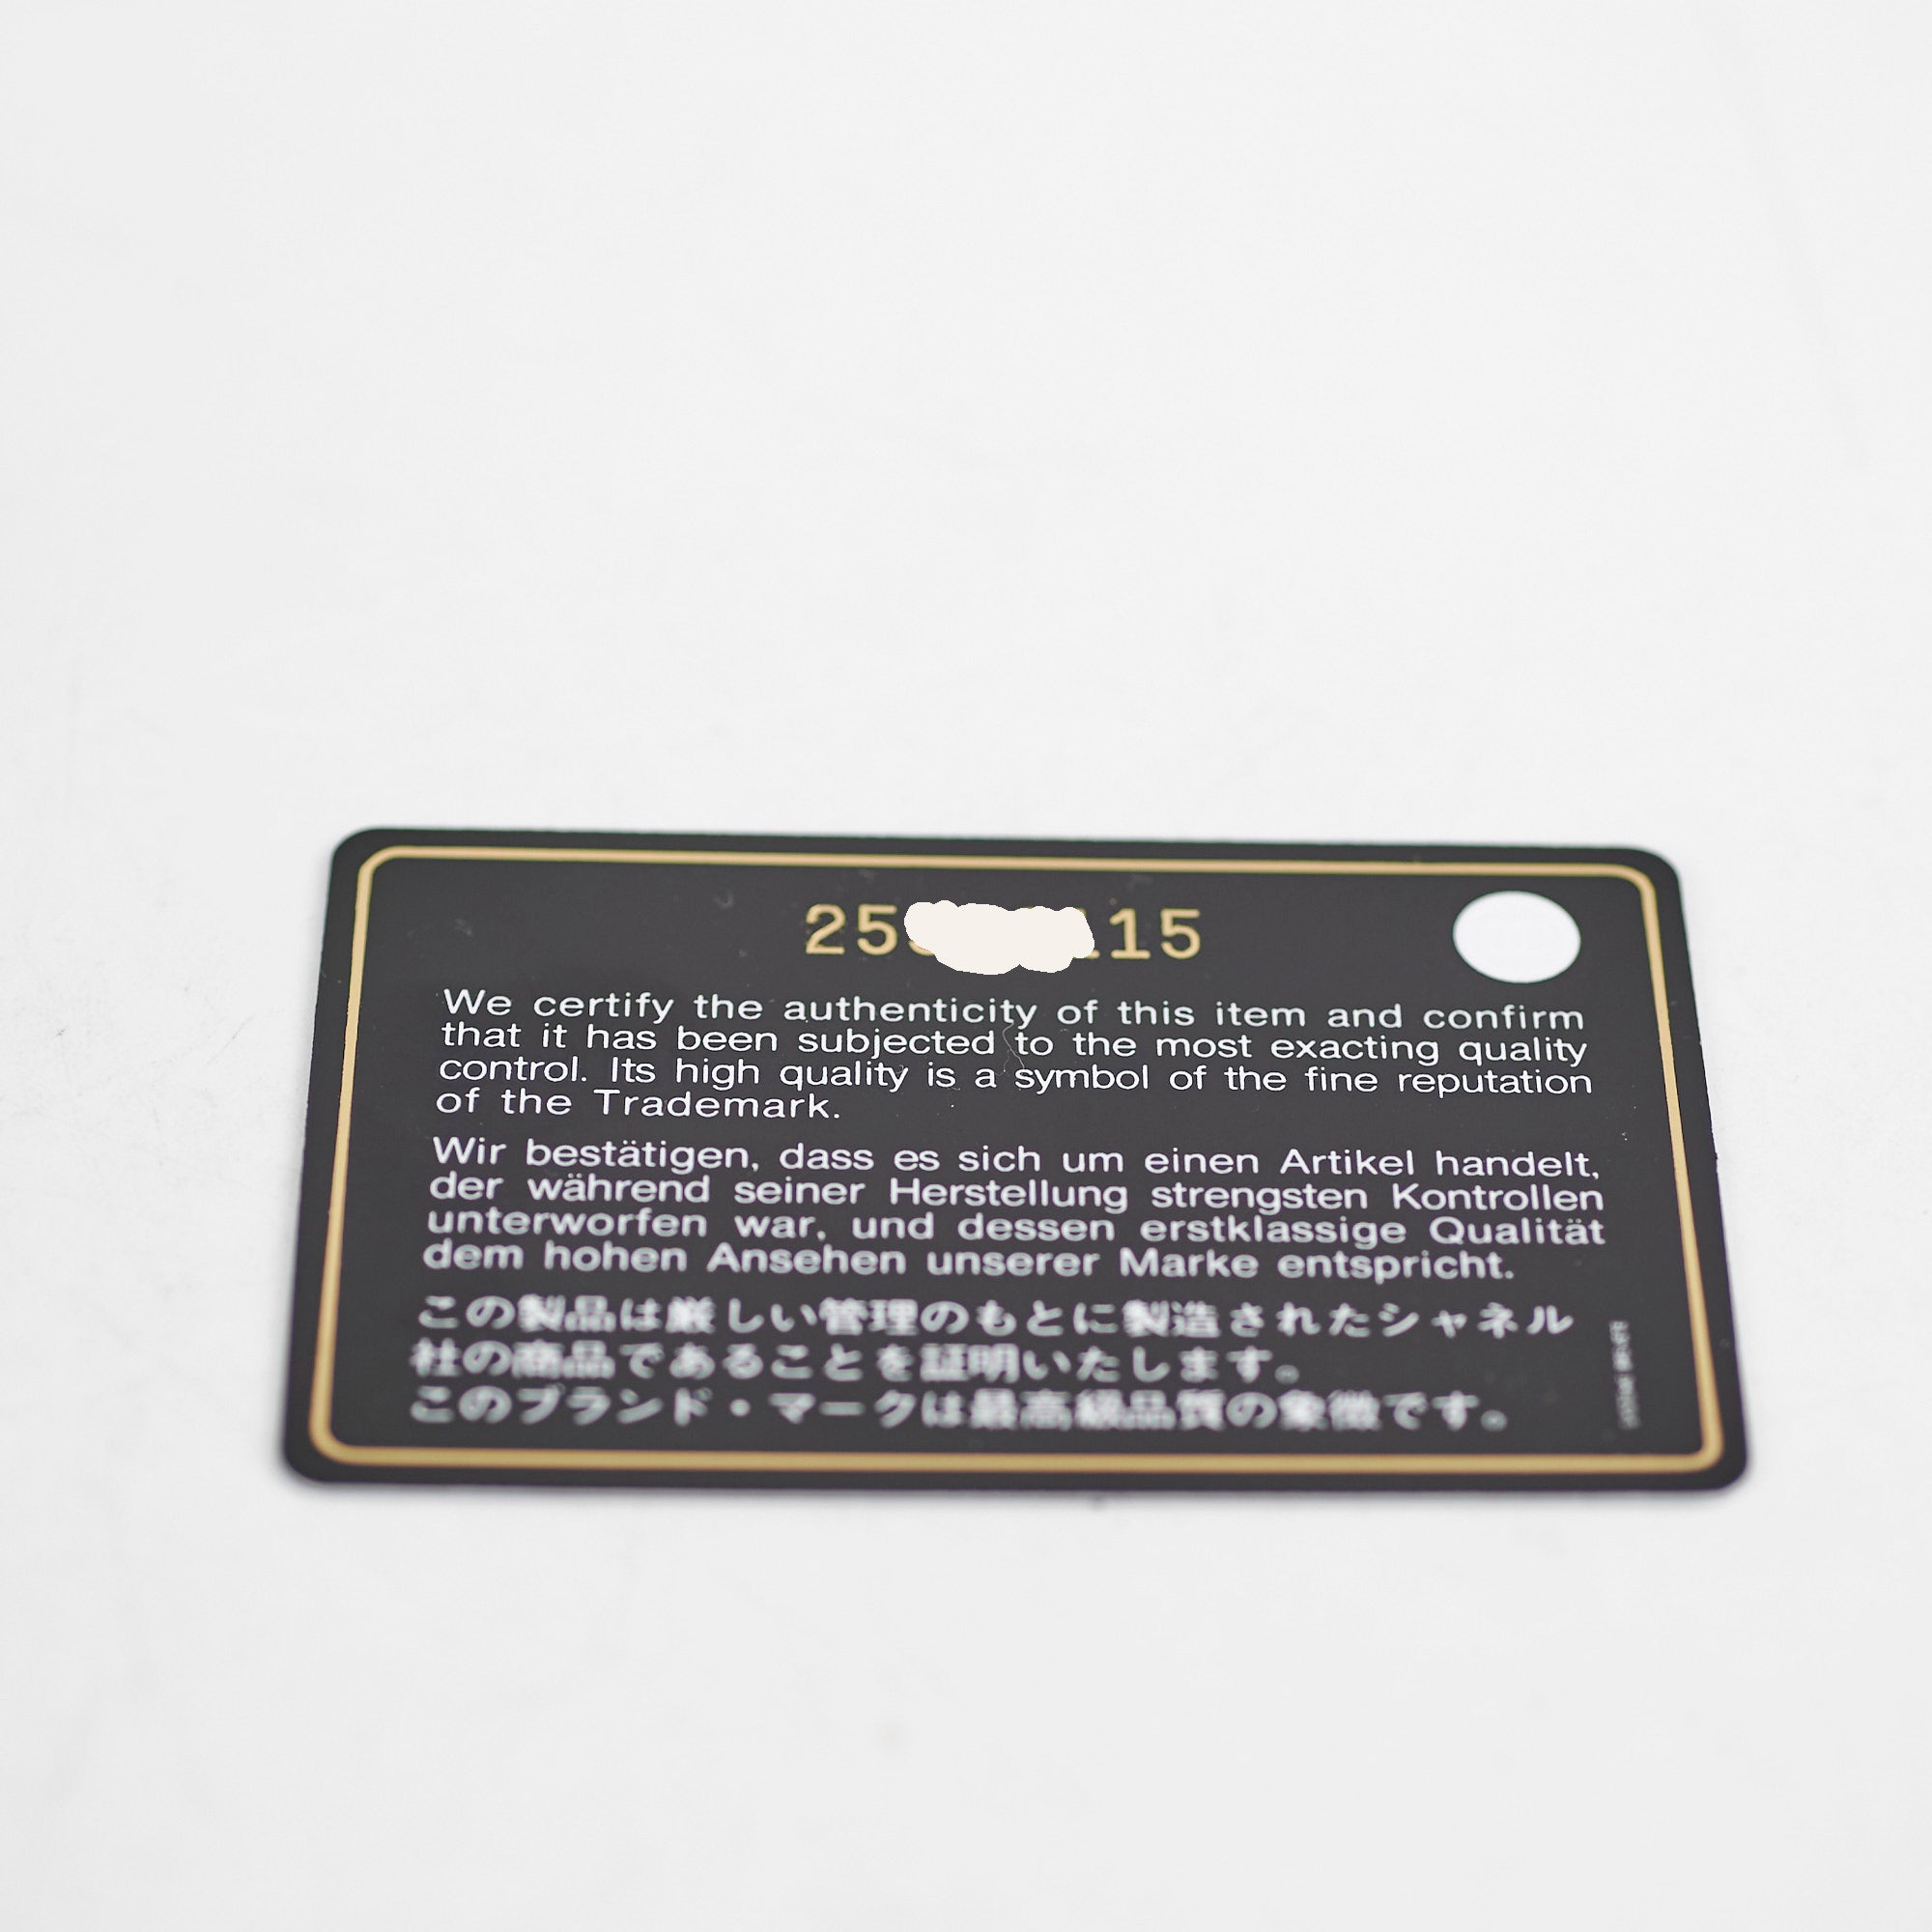 25 115
We certify the authenticity of this item and confirm
that it has been subjected to the most exacting quality
control. Its high quality is a symbol of the fine reputation
of the Trademark.
Wir bestätigen, dass es sich um einen Artikel handelt,
der während seiner Herstellung strengsten Kontrollen
unterworfen war, und dessen erstklassige Qualität
dem hohen Ansehen unserer Marke entspricht.
この製品は厳しい管理のもとに製造されたシャネル
社の商品であることを証明いたします。
このブランド・マークは最高級品質の象徴です。